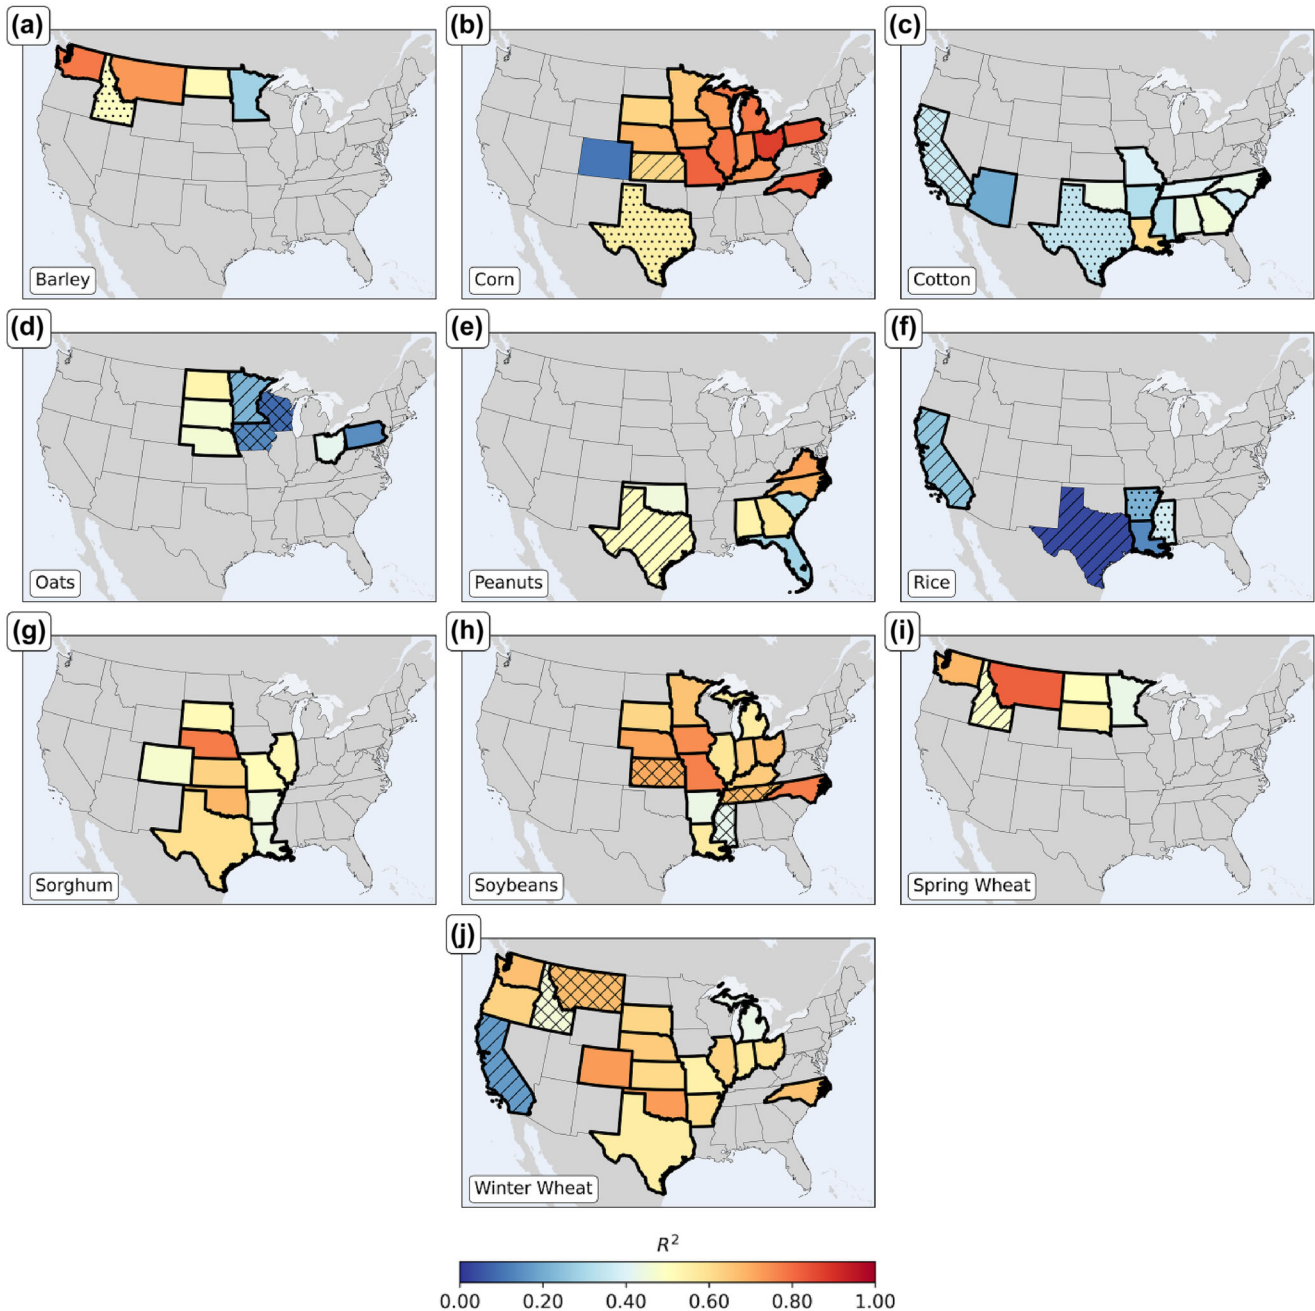 (a)
(b)
(c)
Barley
Corn
Cotton
(d)
(e)
(f)
Oats
Peanuts
Rice
(g)
(h)
(i)
Sorghum
Soybeans
Spring Wheat
(j)
Winter Wheat
R²
0.00 0.20 0.40 0.60 0.80 1.00